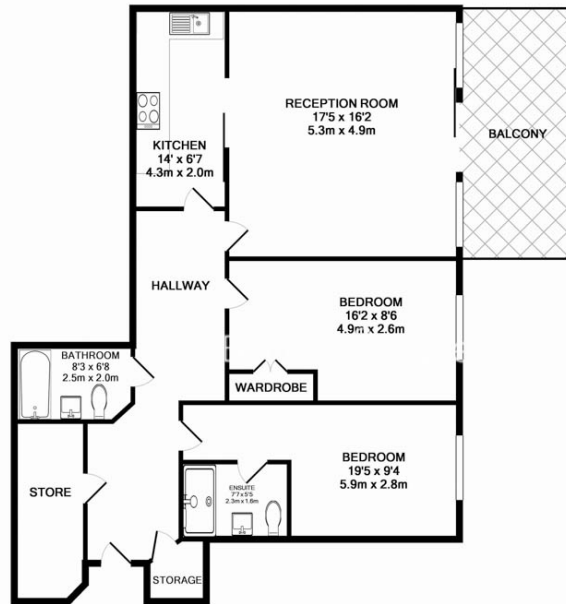 RECEPTION ROOM
17'5 x 16'2
5.3m x 4.9m
BALCONY
KITCHEN
14' x 6'7
4.3m x 2.0m
HALLWAY
BEDROOM
16'2 x 8'6
4.9m x 2.6m
WARDROBE
BATHROOM
8'3 x 6'8
2.5m x 2.0m
BEDROOM
19'5 x 9'4
5.9m x 2.8m
ENSUITE
7'7 x 5'5
2.3m x 1.6m
STORE
STORAGE